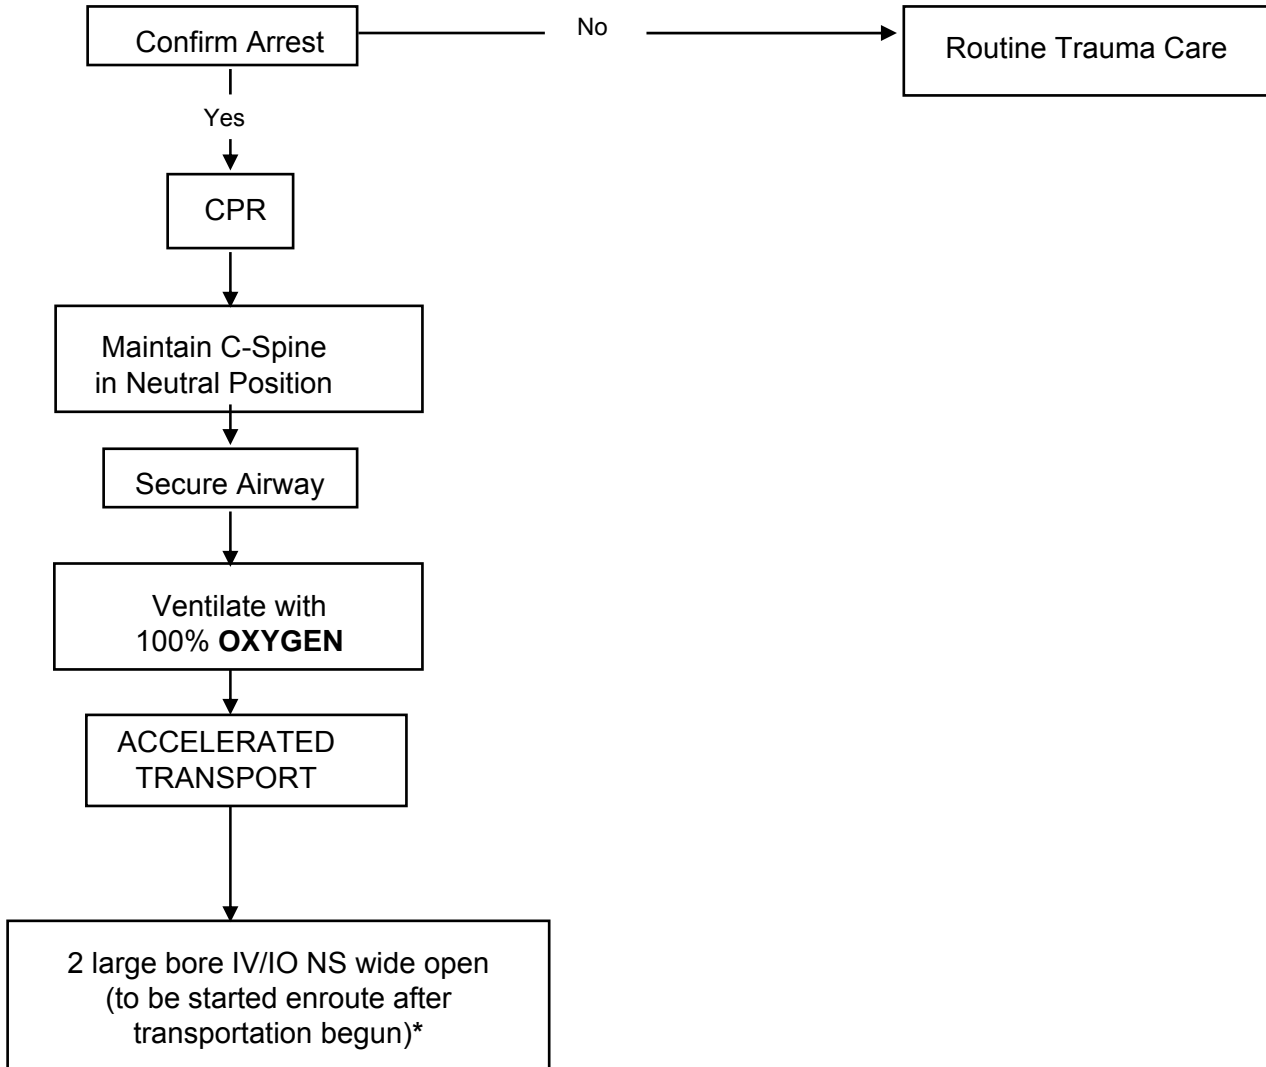 Confirm Arrest
No
Routine Trauma Care
Yes
CPR
Maintain C-Spine
in Neutral Position
Secure Airway
Ventilate with
100% OXYGEN
ACCELERATED
TRANSPORT
2 large bore IV/IO NS wide open
(to be started enroute after
transportation begun)*